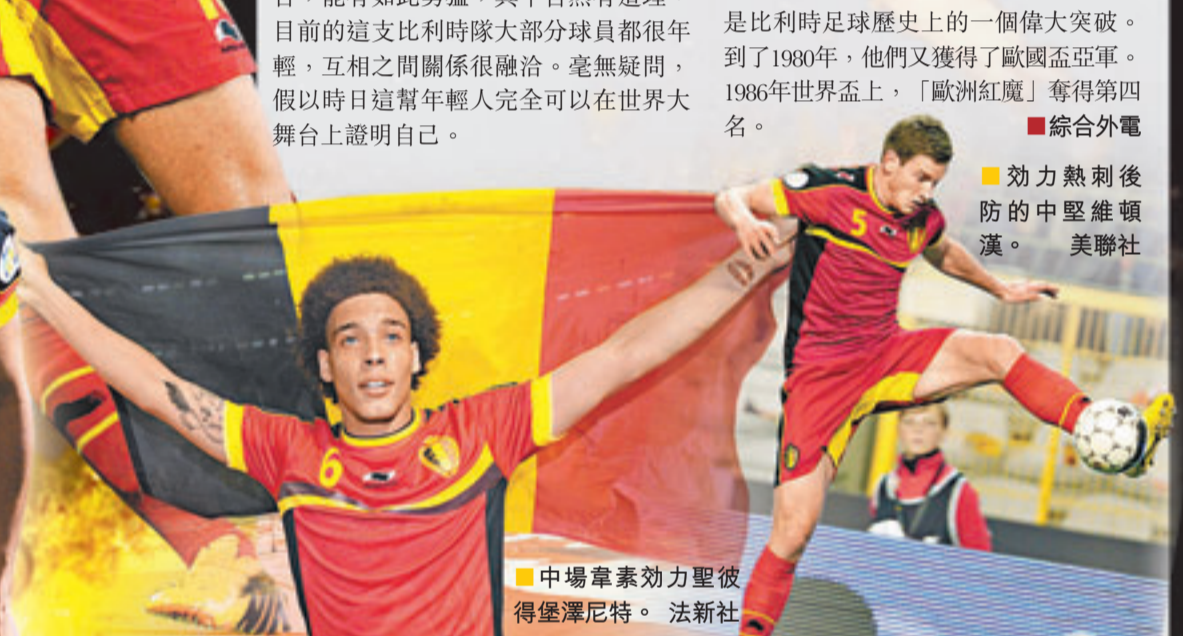 目前的這支比利時隊大部分球員都很年
輕，互相之間關係很融洽。毫無疑問，
假以時日這幫年輕人完全可以在世界大
舞台上證明自己。
是比利時足球歷史上的一個偉大突破。
到了1980年，他們又獲得了歐國盃亞軍。
1986年世界盃上，「歐洲紅魔」奪得第四
名。
■綜合外電
■効力熱刺後
防的中堅維頓
漢。 美聯社
5
6
■中場韋素効力聖彼
得堡澤尼特。 法新社